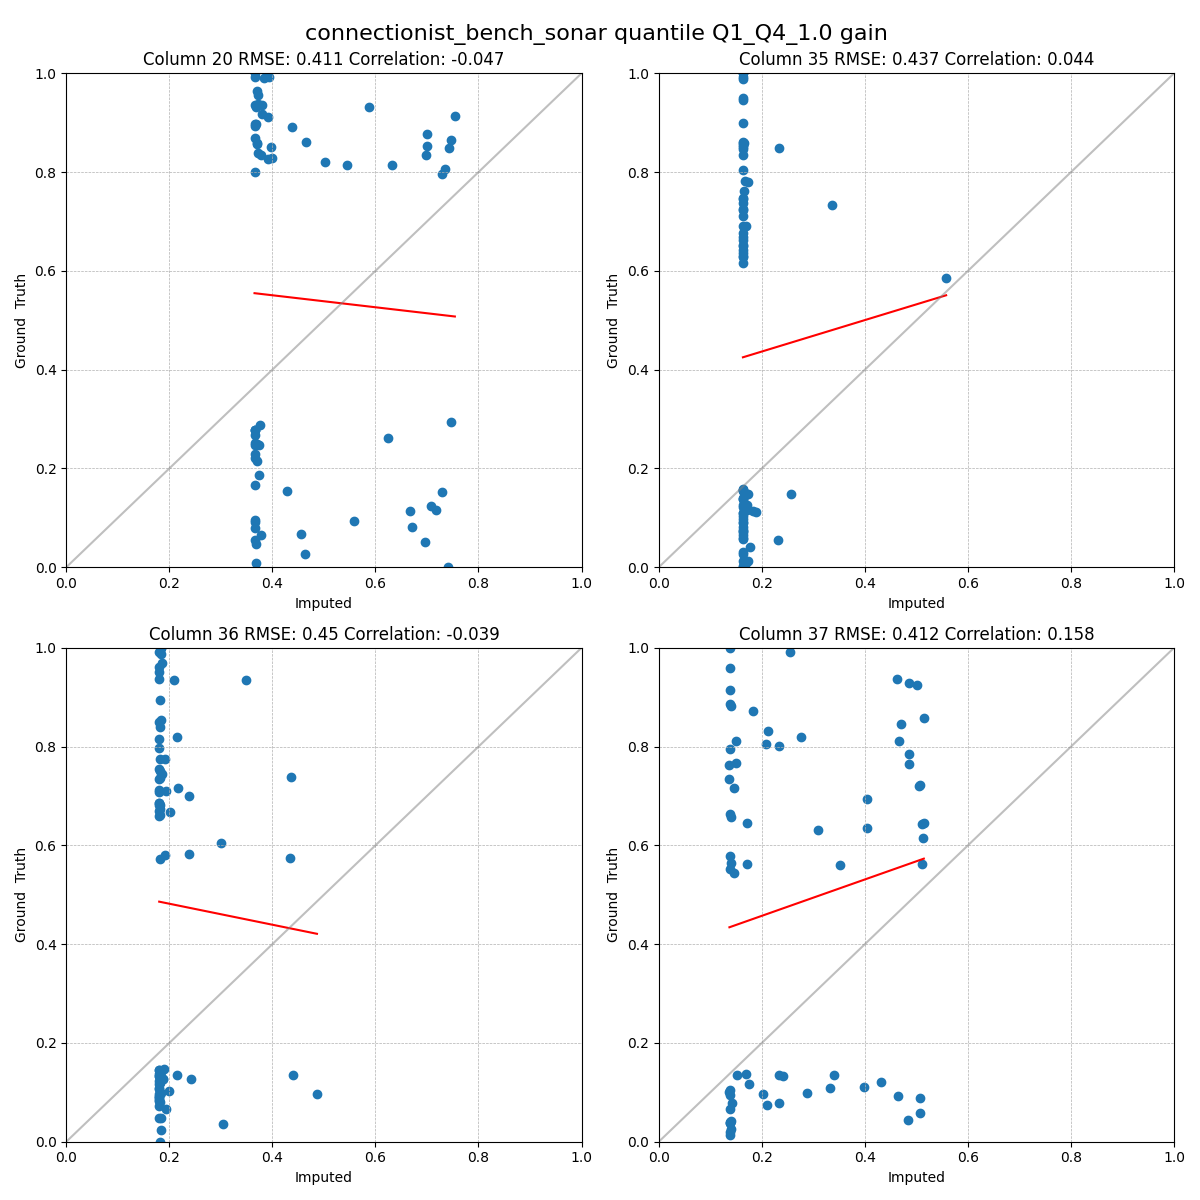 connectionist_bench_sonar quantile Q1_Q4_1.0 gain
Column 20 RMSE: 0.411 Correlation: -0.047
Column 35 RMSE: 0.437 Correlation: 0.044
1.0
0.8
0.6
0.4
0.2
0.0
Ground Truth
0.0 0.2 0.4 0.6 0.8 1.0
Imputed
1.0
0.8
0.6
0.4
0.2
0.0
Ground Truth
0.0 0.2 0.4 0.6 0.8 1.0
Imputed
Column 36 RMSE: 0.45 Correlation: -0.039
Column 37 RMSE: 0.412 Correlation: 0.158
1.0
0.8
0.6
0.4
0.2
0.0
Ground Truth
0.0 0.2 0.4 0.6 0.8 1.0
Imputed
1.0
0.8
0.6
0.4
0.2
0.0
Ground Truth
0.0 0.2 0.4 0.6 0.8 1.0
Imputed